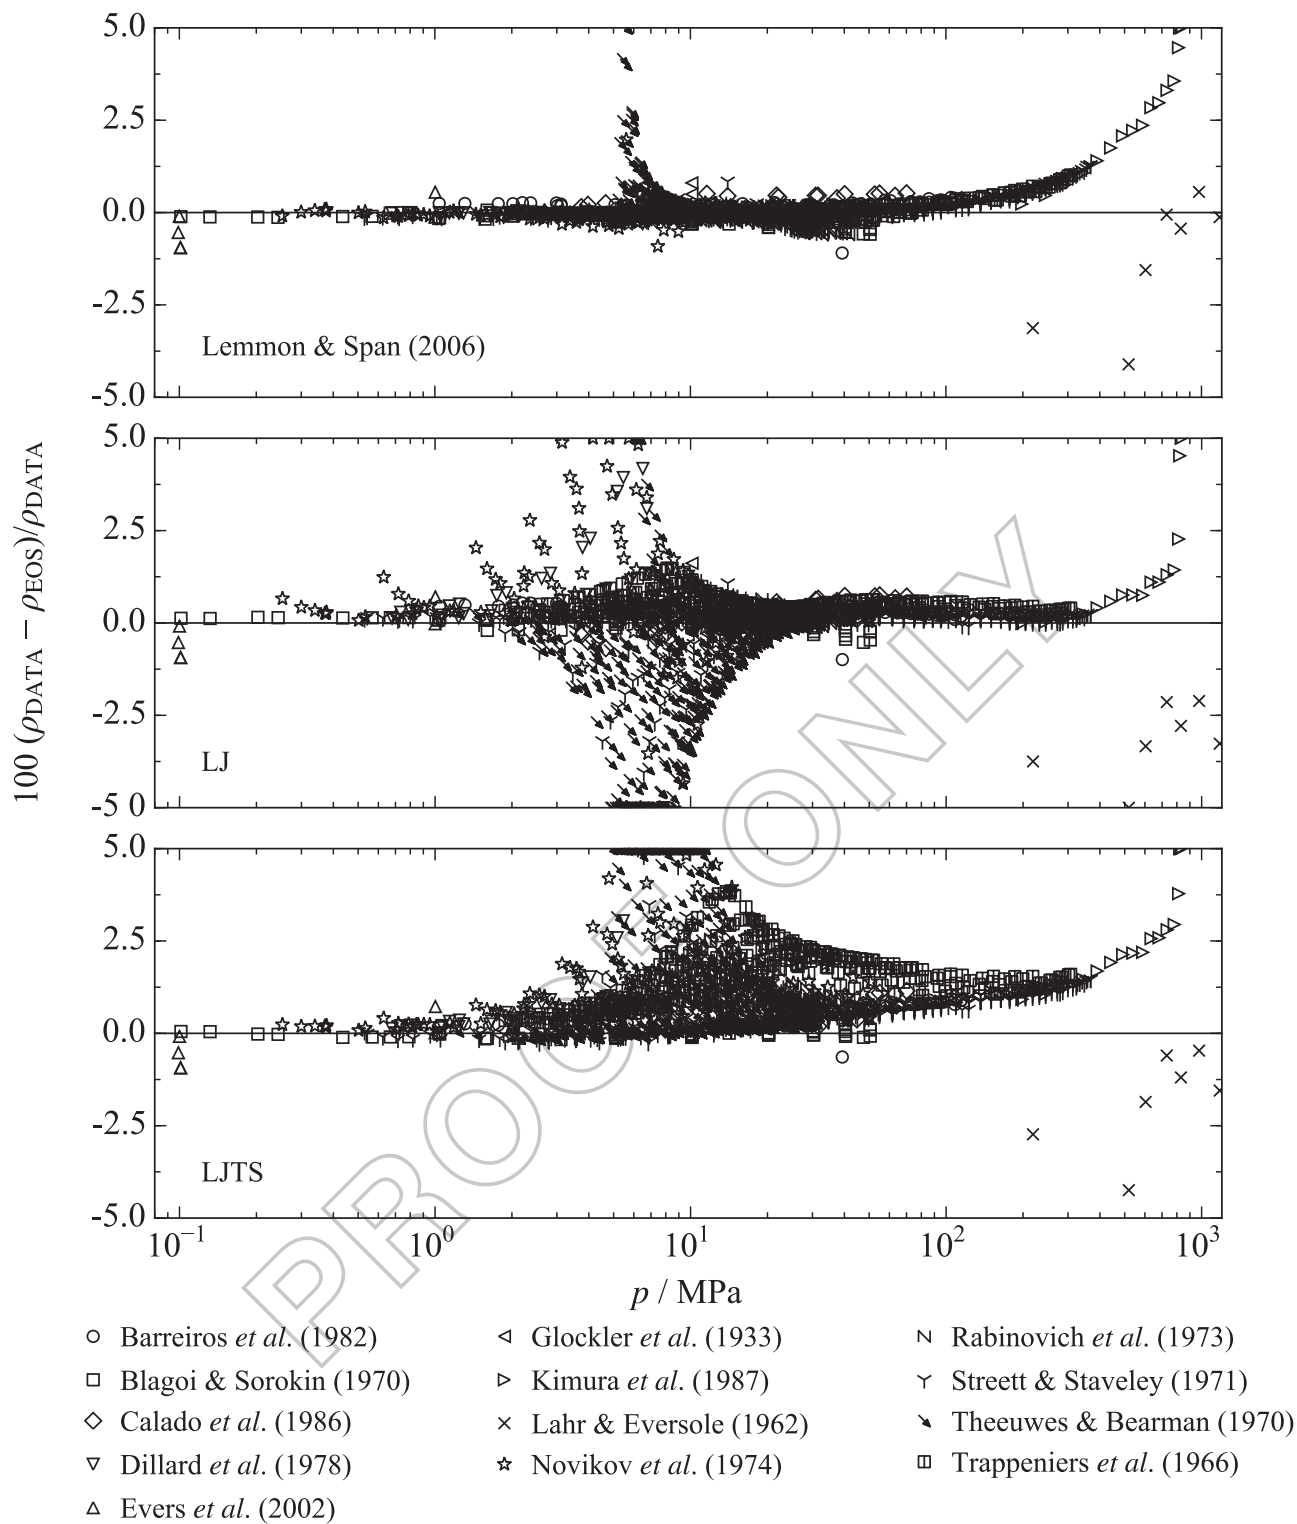 5.0
2.5
0.0
-2.5
-5.0
Lemmon & Span (2006)
5.0
2.5
0.0
-2.5
-5.0
LJ
5.0
2.5
0.0
-2.5
-5.0
LJTS
100 (ρDATA − ρEOS)/ρDATA
10−1
100
101
102
103
p / MPa
PROOF ONLY
Barreiros et al. (1982)
Blagoi & Sorokin (1970)
Calado et al. (1986)
Dillard et al. (1978)
Evers et al. (2002)
Glockler et al. (1933)
Kimura et al. (1987)
Lahr & Eversole (1962)
Novikov et al. (1974)
Rabinovich et al. (1973)
Streett & Staveley (1971)
Theeuwes & Bearman (1970)
Trappeniers et al. (1966)